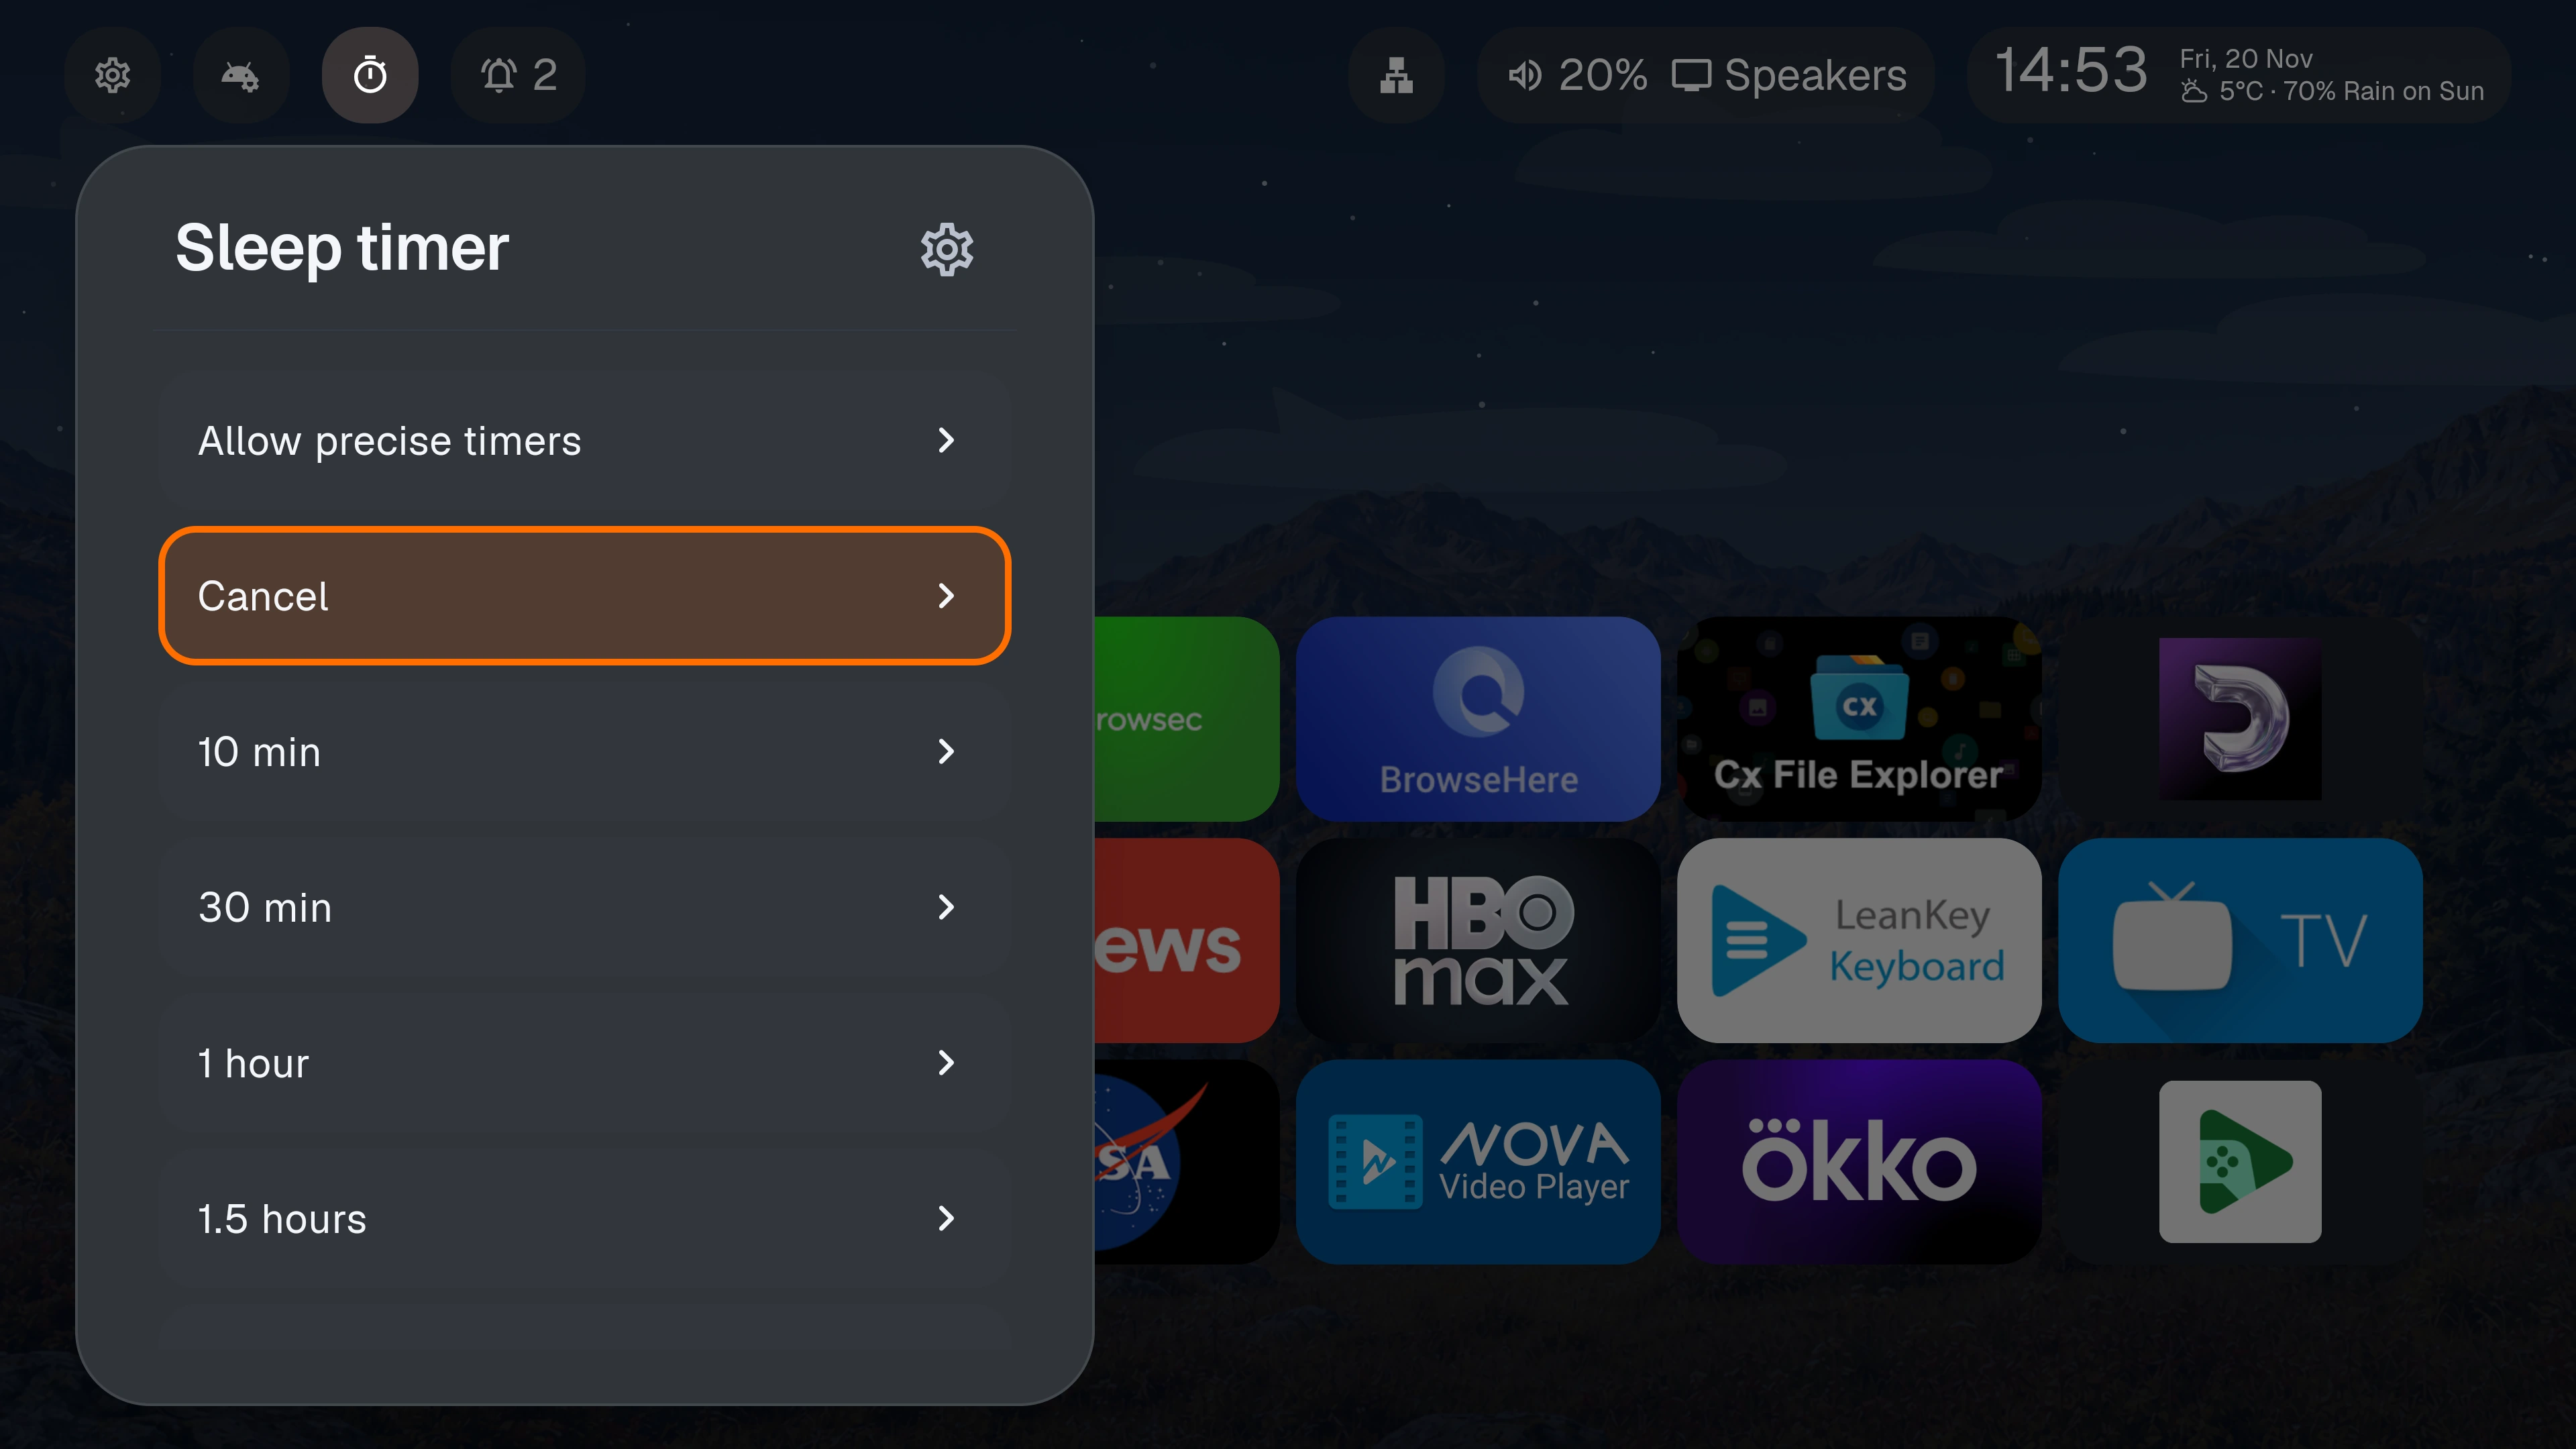 2
20%
Speakers
14:53
Fri, 20 Nov
5°C · 70% Rain on Sun
Sleep timer
Allow precise timers
Cancel
10 min
30 min
1 hour
1.5 hours
rowsec
BrowseHere
CX
Cx File Explorer
ews
HBO
max
LeanKey
Keyboard
TV
SA
NOVA
Video Player
okko